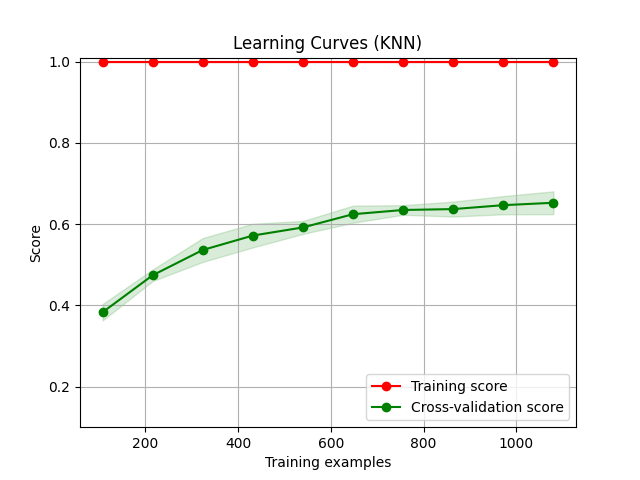 Learning Curves (KNN)
1.0
0.8
0.6
0.4
0.2
Score
Training score
Cross-validation score
200 400 600 800 1000
Training examples